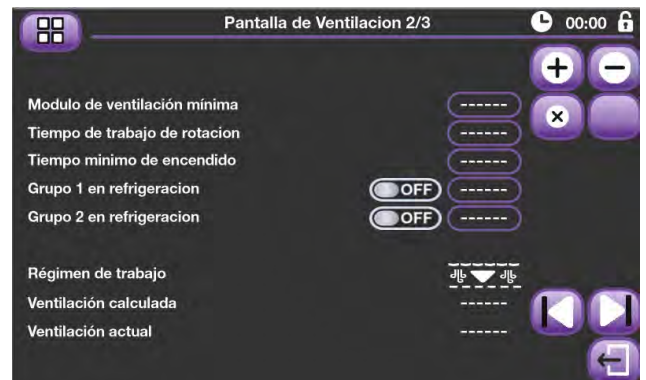 Pantalla de Ventilacion 2/3
00:00
Modulo de ventilación mínima ------
Tiempo de trabajo de rotacion ------
Tiempo minimo de encendido ------
Grupo 1 en refrigeracion OFF ------
Grupo 2 en refrigeracion OFF ------
Régimen de trabajo
Ventilación calculada ------
Ventilación actual ------